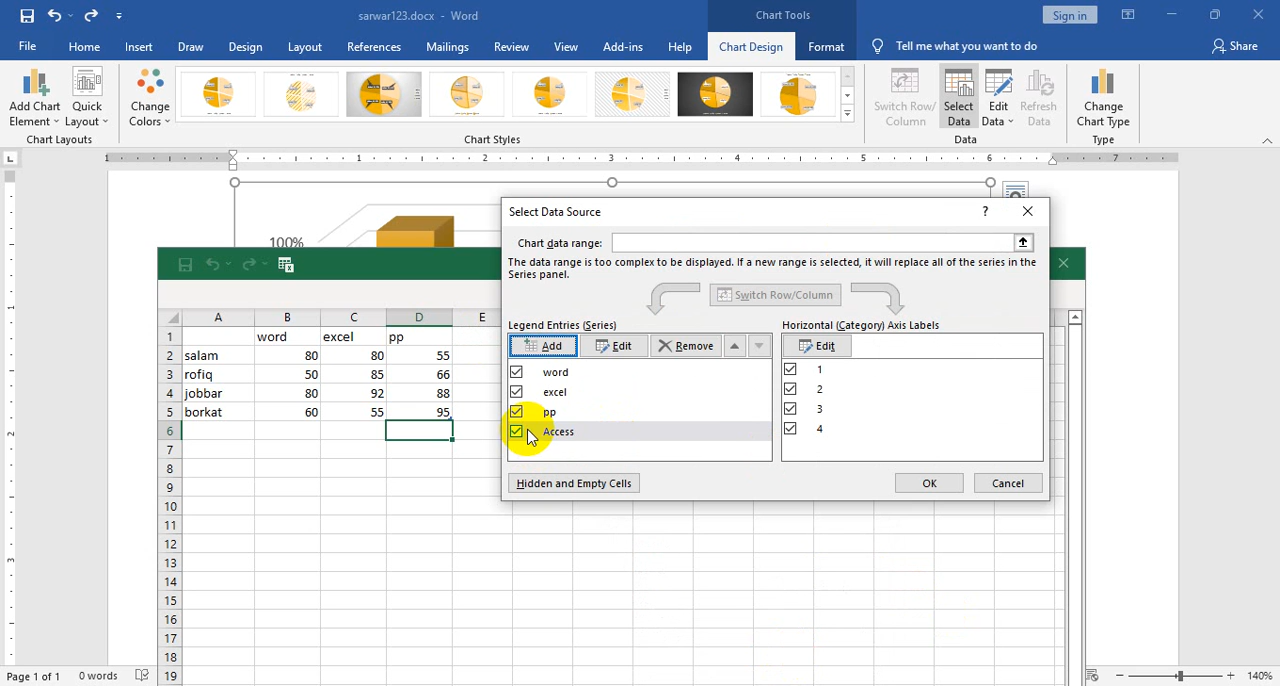 sarwar123.docx - Word
Chart Tools
Sign in
File Home Insert Draw Design Layout References Mailings Review View Add-ins Help Chart Design Format Tell me what you want to do Share
Add Chart Element
Quick Layout
Change Colors
Switch Row/ Column
Select Data
Edit Data
Refresh Data
Change Chart Type
Chart Layouts Chart Styles Data Type
1 1 2 3 4 5 6 7
100%
Select Data Source ?
Chart data range:
The data range is too complex to be displayed. If a new range is selected, it will replace all of the series in the
Series panel.
Switch Row/Column
Legend Entries (Series) Horizontal (Category) Axis Labels
Add Edit Remove Edit
word 1
excel 2
pp 3
Access 4
Hidden and Empty Cells OK Cancel
A B C D E
1 word excel pp
2 salam 80 80 55
3 rofiq 50 85 66
4 jobbar 80 92 88
5 borkat 60 55 95
6
7
8
9
10
11
12
13
14
15
16
17
18
19
Page 1 of 1 0 words 140%